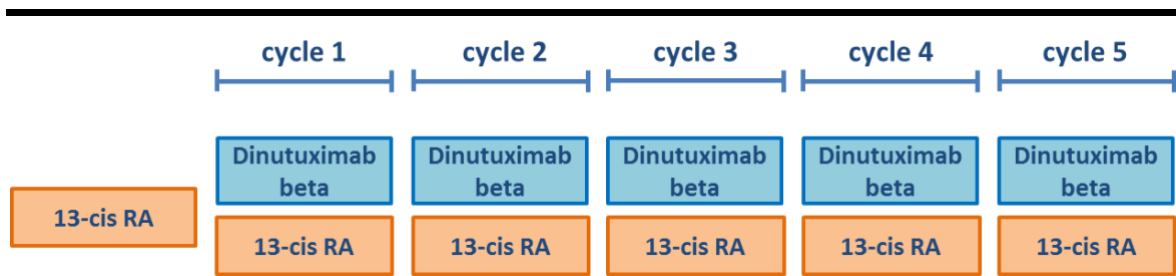 cycle 1 cycle 2 cycle 3 cycle 4 cycle 5
Dinutuximab Dinutuximab Dinutuximab Dinutuximab Dinutuximab
beta beta beta beta beta
13-cis RA
13-cis RA 13-cis RA 13-cis RA 13-cis RA 13-cis RA